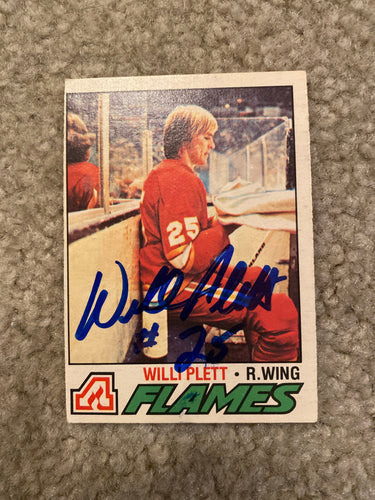 25
Willi Plett
# 25
WILLI PLETT • R. WING
A
FLAMES